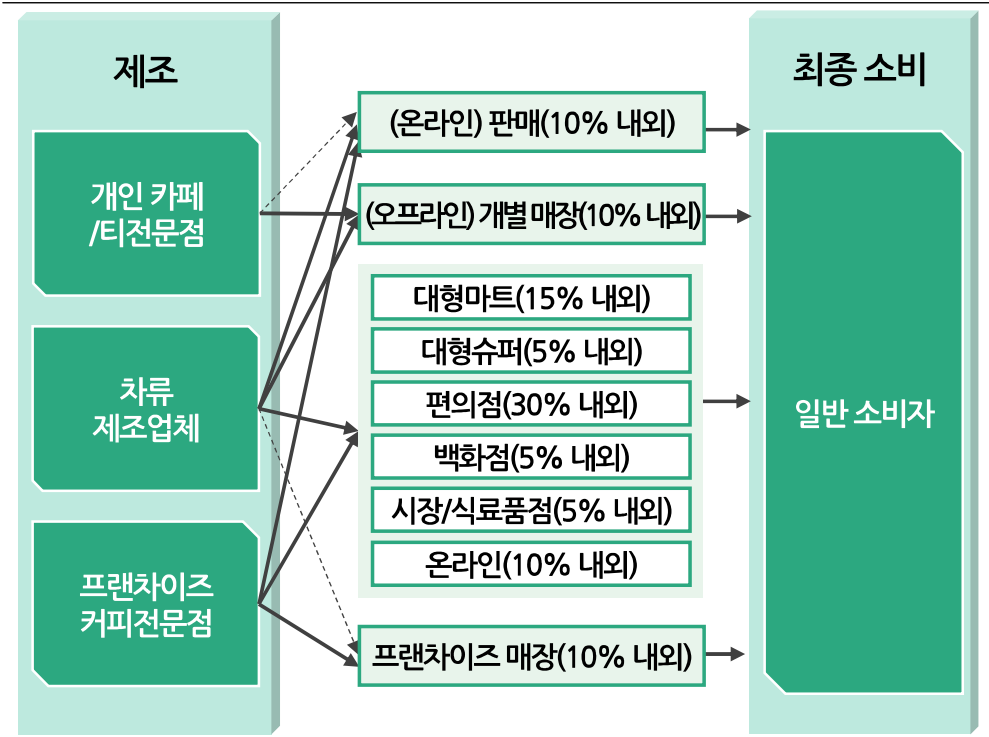 제조
개인 카페
/티전문점
차류
제조업체
프랜차이즈
커피전문점
(온라인) 판매(10% 내외)
(오프라인) 개별 매장(10% 내외)
대형마트(15% 내외)
대형슈퍼(5% 내외)
편의점(30% 내외)
백화점(5% 내외)
시장/식료품점(5% 내외)
온라인(10% 내외)
프랜차이즈 매장(10% 내외)
최종 소비
일반 소비자